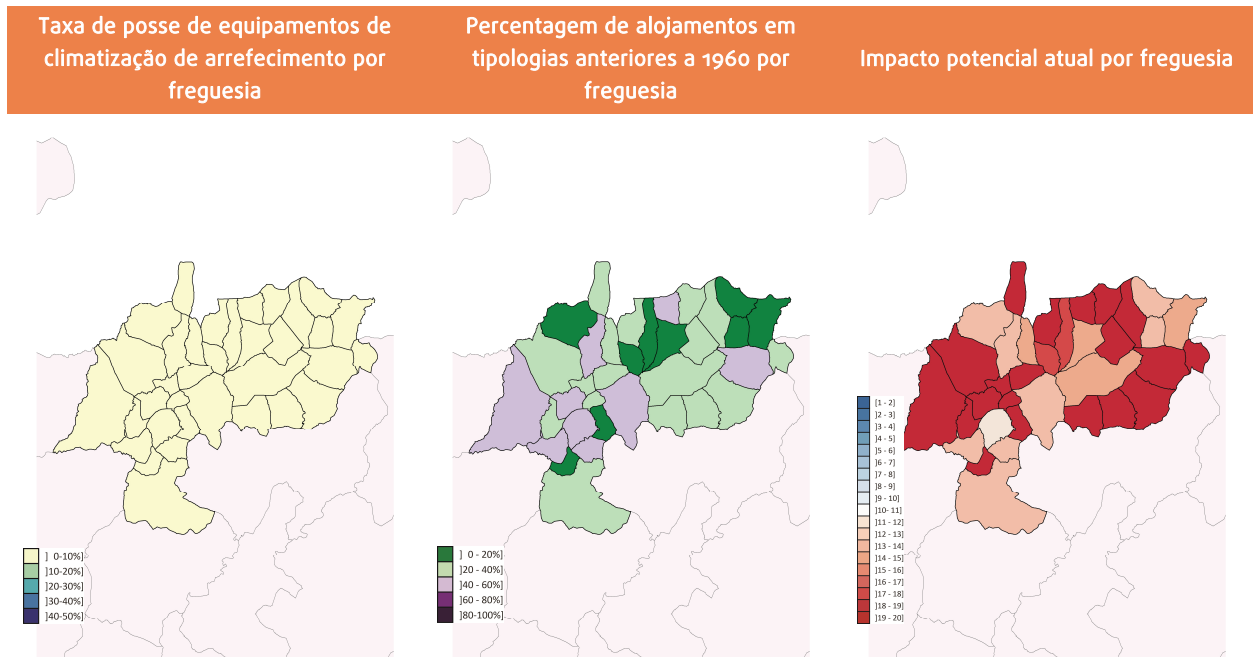 Taxa de posse de equipamentos de
climatização de arrefecimento por
freguesia
Percentagem de alojamentos em
tipologias anteriores a 1960 por
freguesia
Impacto potencial atual por freguesia
] 0-10%]
]10-20%]
]20-30%]
]30-40%]
]40-50%]
] 0 - 20%]
]20 - 40%]
]40 - 60%]
]60 - 80%]
]80-100%]
[1 - 2]
]2 - 3]
]3 - 4]
]4 - 5]
]5 - 6]
]6 - 7]
]7 - 8]
]8 - 9]
]9 - 10]
]10- 11]
]11 - 12]
]12 - 13]
]13 - 14]
]14 - 15]
]15 - 16]
]16 - 17]
]17 - 18]
]18 - 19]
]19 - 20]